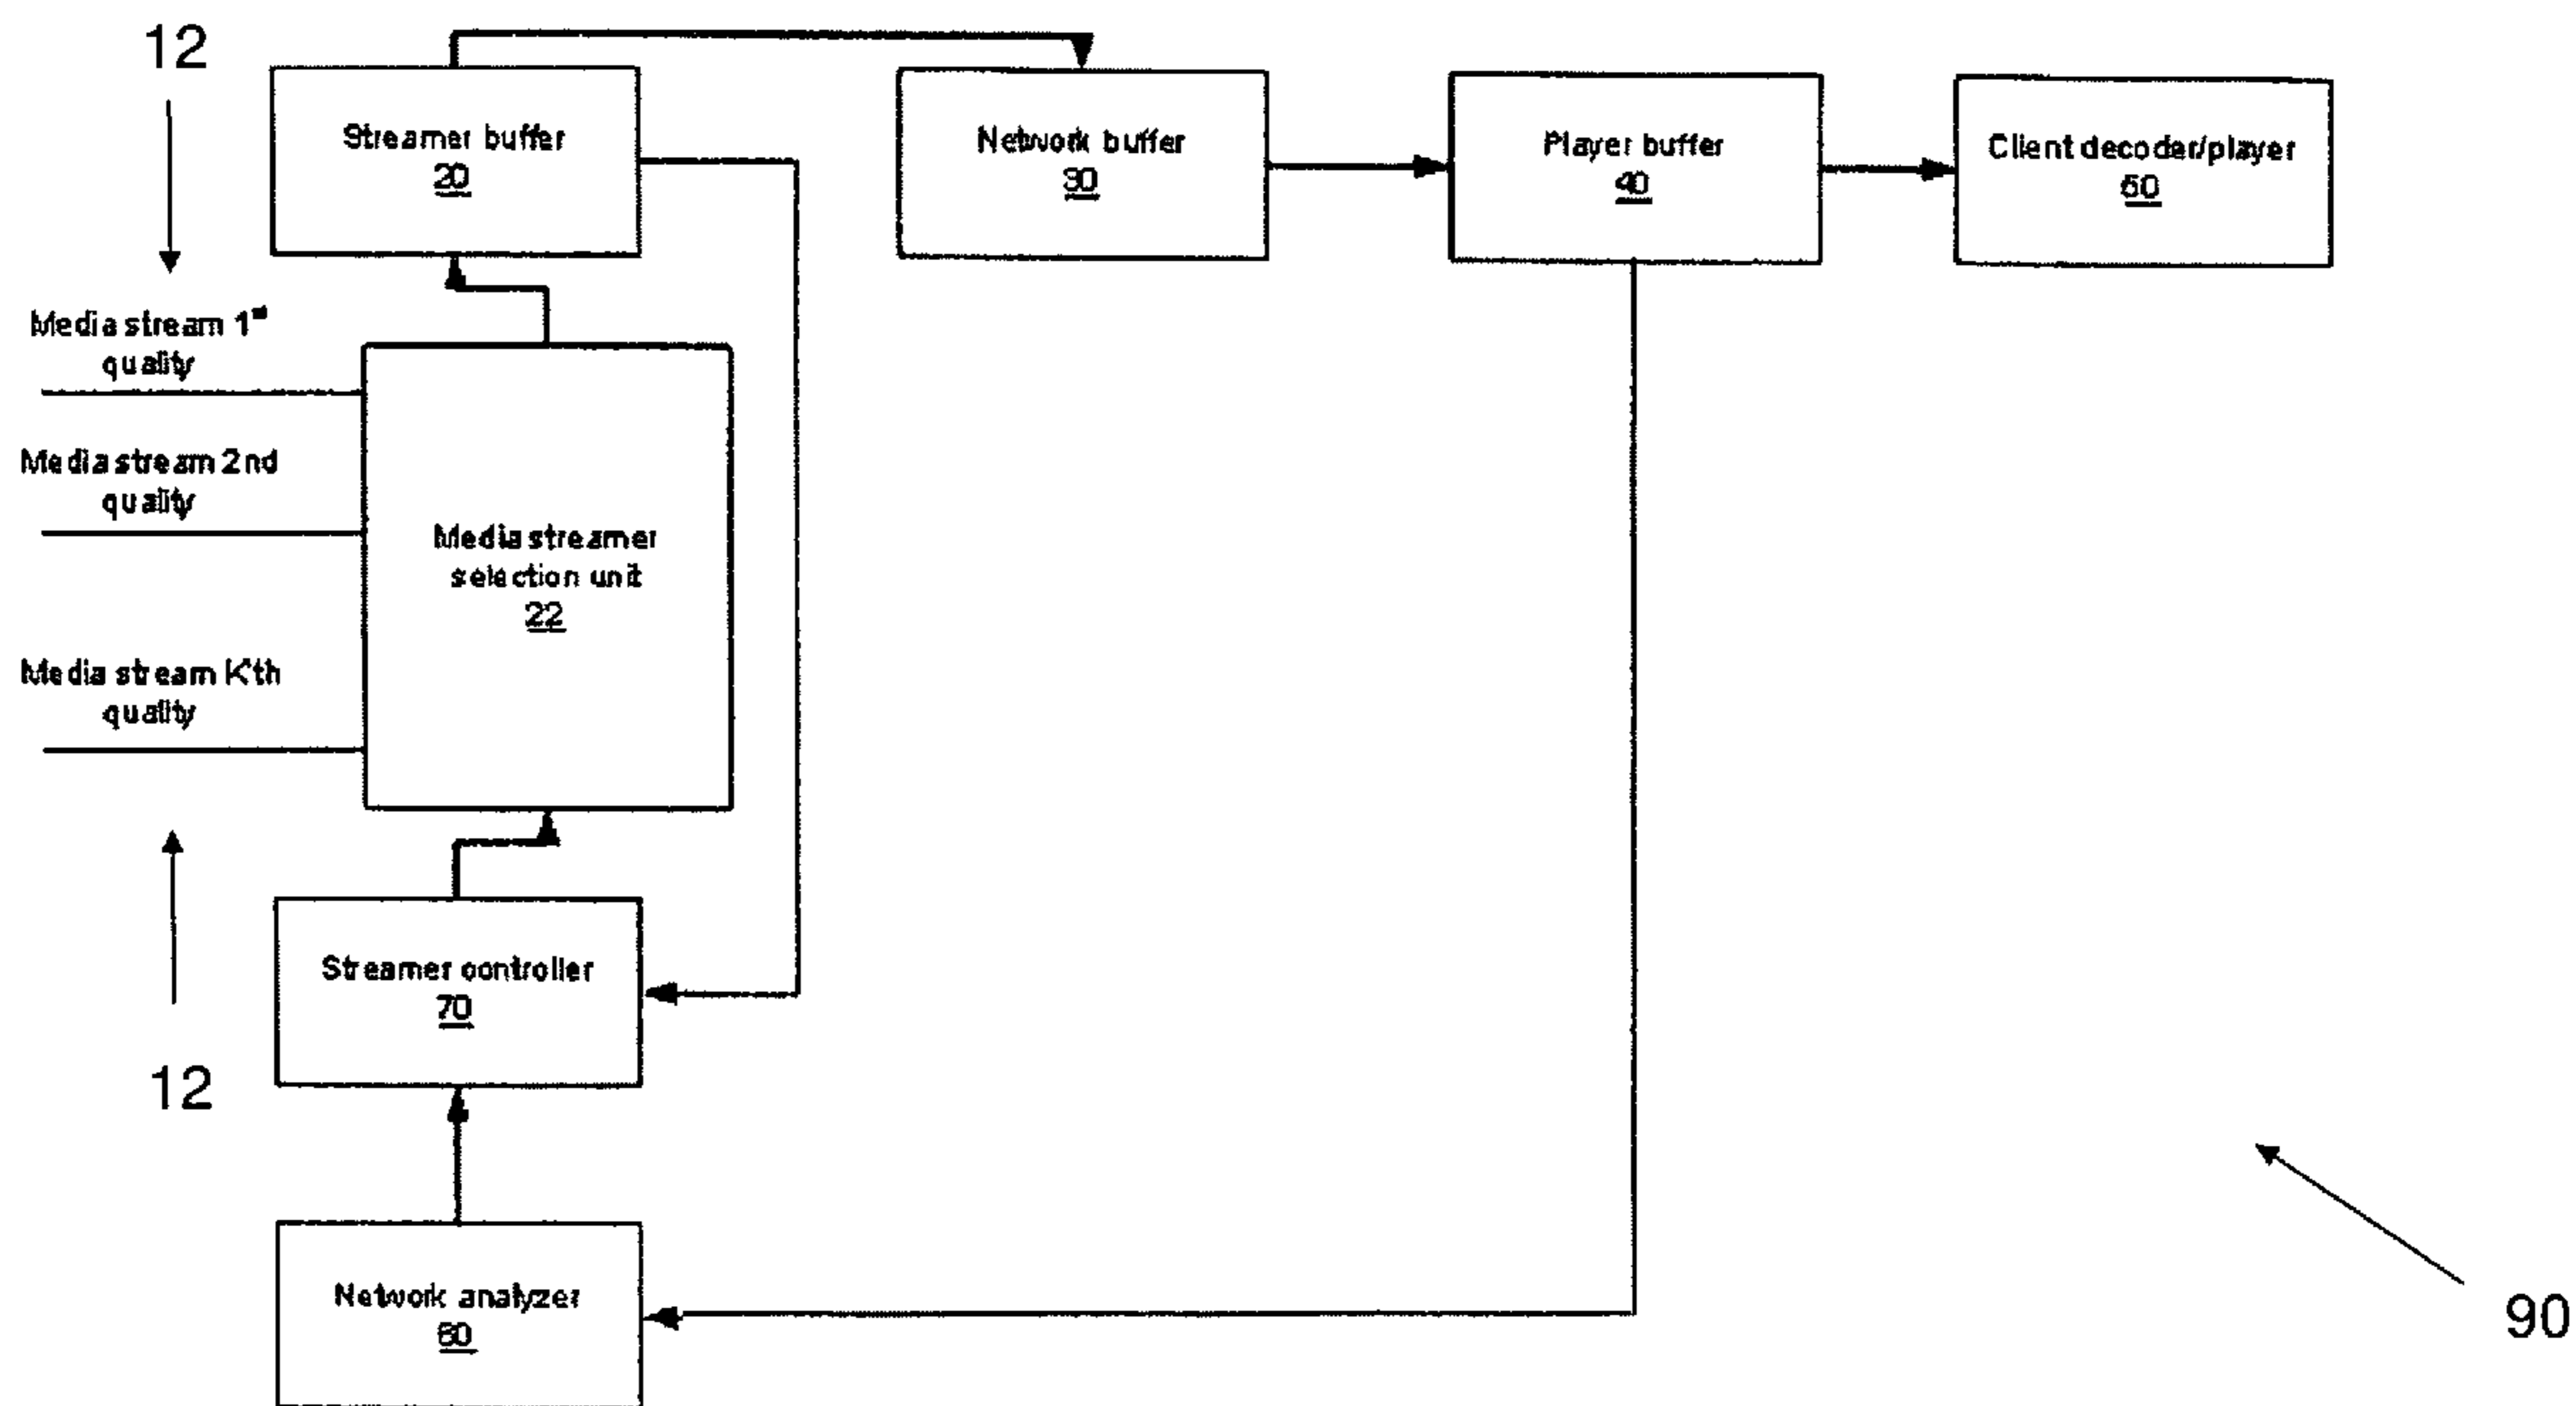 12
Streamer buffer
20
Network buffer
30
Player buffer
40
Client decoder/player
50
Media stream 1st
quality
Media stream 2nd
quality
Media streamer
selection unit
22
Media stream K'th
quality
Streamer controller
70
12
Network analyzer
60
90